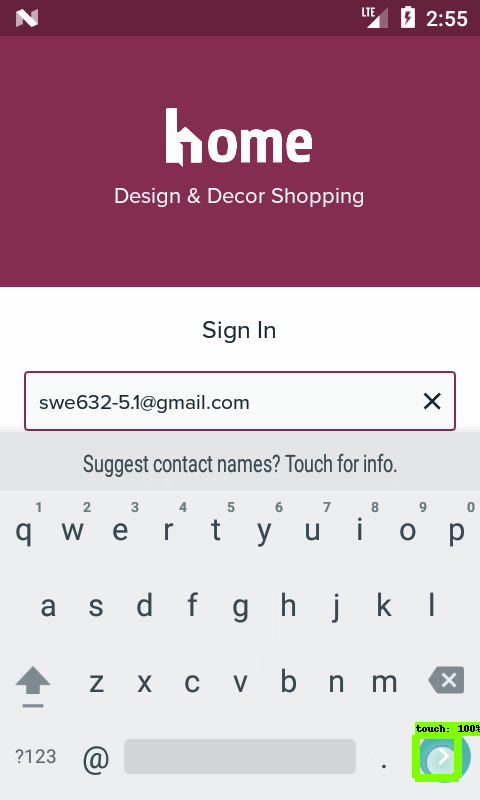 LTE 2:55
home
Design & Decor Shopping
Sign In
swe632-5.1@gmail.com
Suggest contact names? Touch for info.
1 2 3 4 5 6 7 8 9 0
q w e r t y u i o p
a s d f g h j k l
z x c v b n m
touch: 100%
?123 @ .